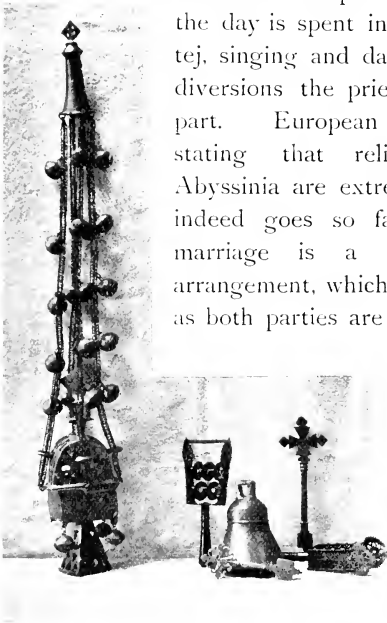 the day is spent in
tej, singing and da
diversions the prie
part. European
stating that reli
Abyssinia are extre
indeed goes so fa
marriage is a
arrangement, which
as both parties are